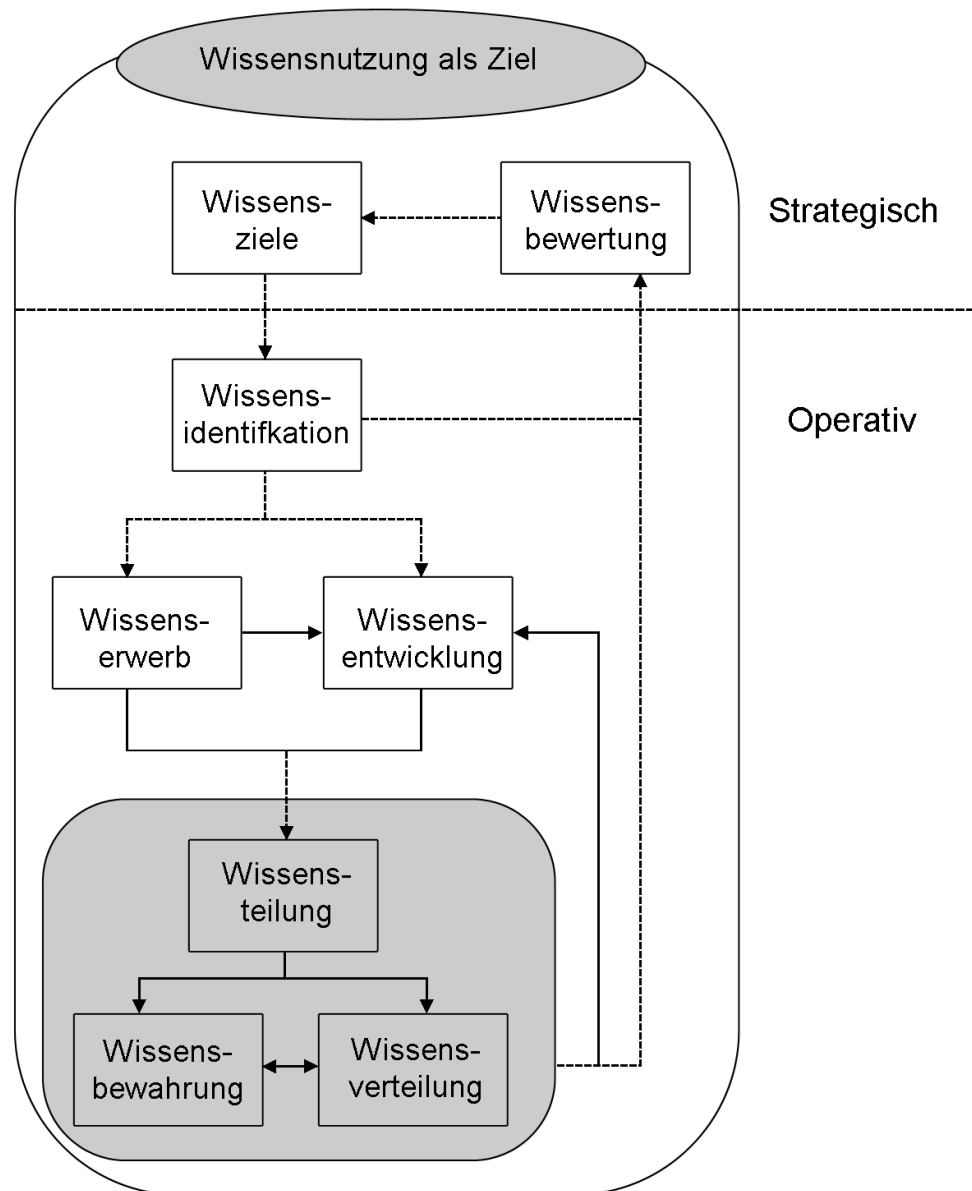 Wissensnutzung als Ziel
Wissens-
ziele
Wissens-
bewertung
Strategisch
Wissens-
identifkation
Operativ
Wissens-
erwerb
Wissens-
entwicklung
Wissens-
teilung
Wissens-
bewahrung
Wissens-
verteilung